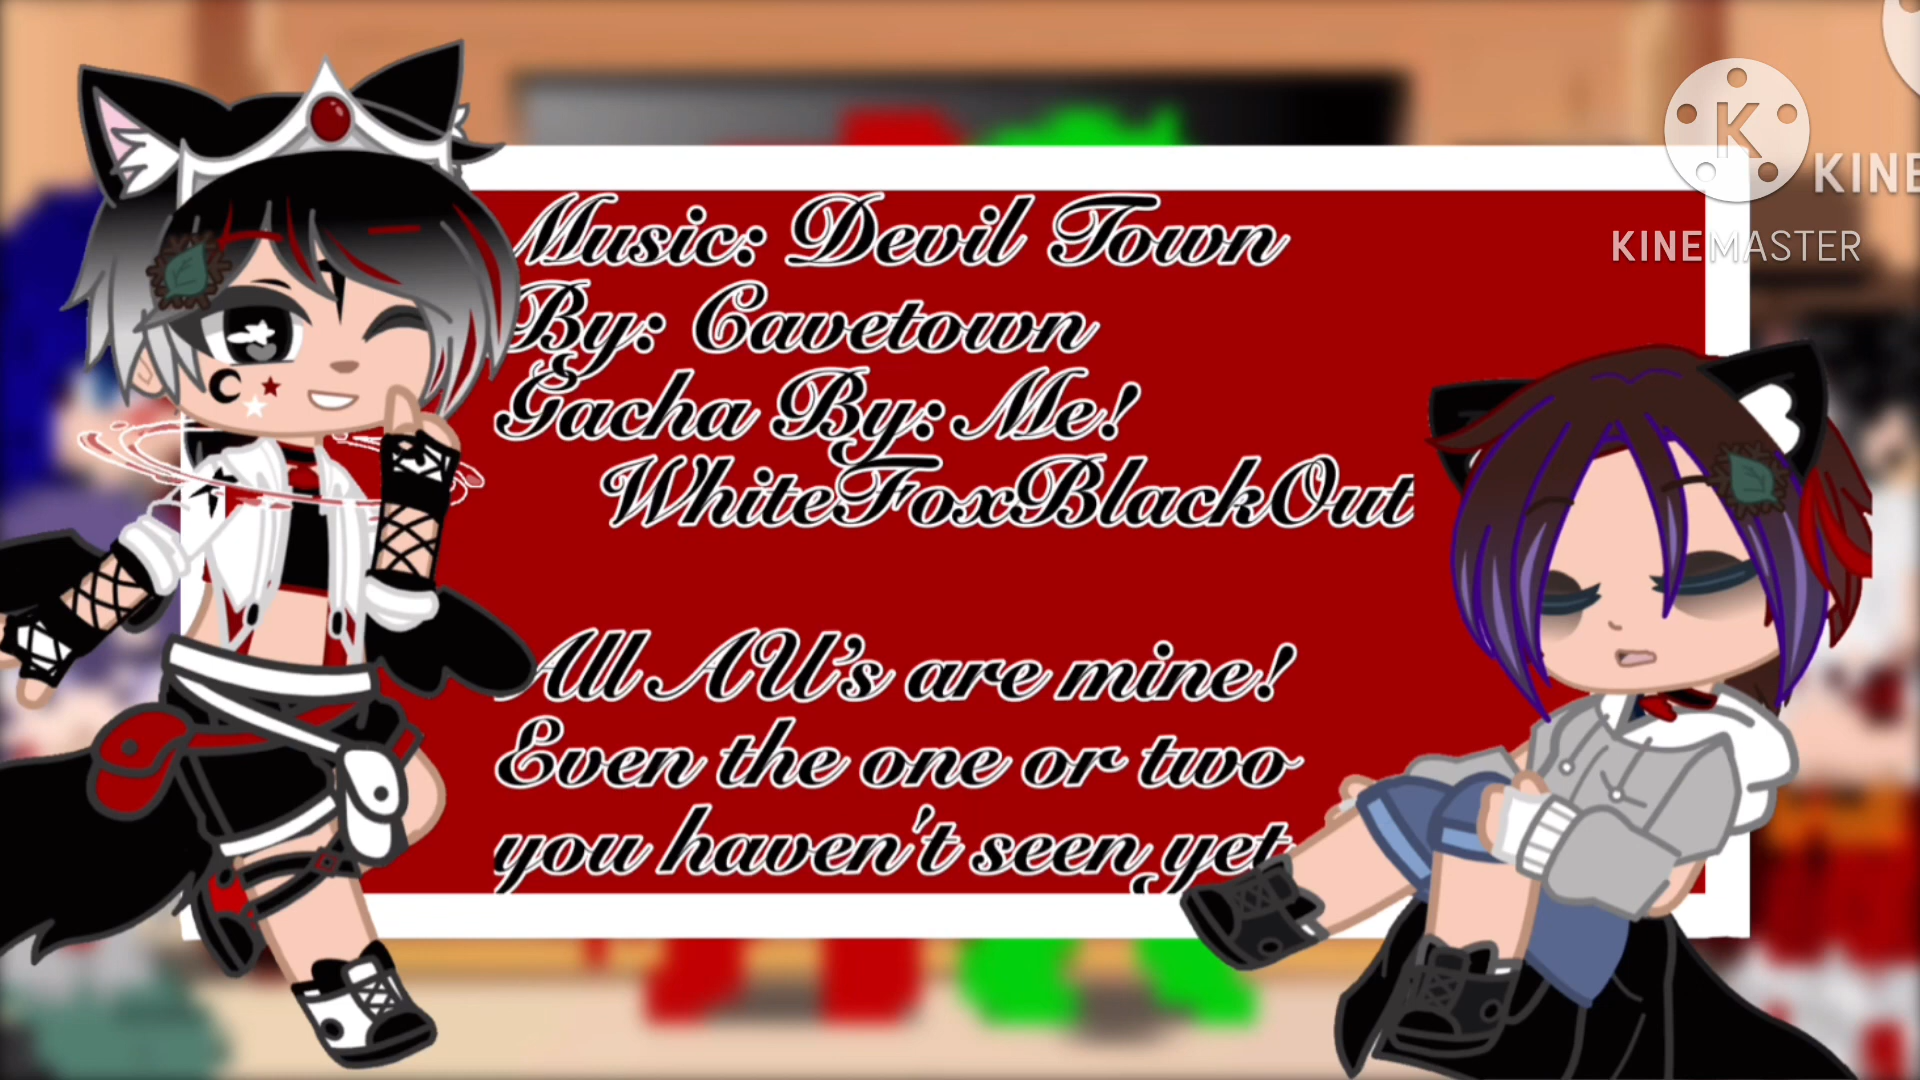 Music: Devil Town
By: Cavetown
Gacha By: Me!
WhiteFoxBlackOut
All AU's are mine!
Even the one or two
you haven't seen yet
K
KINE
KINEMASTER